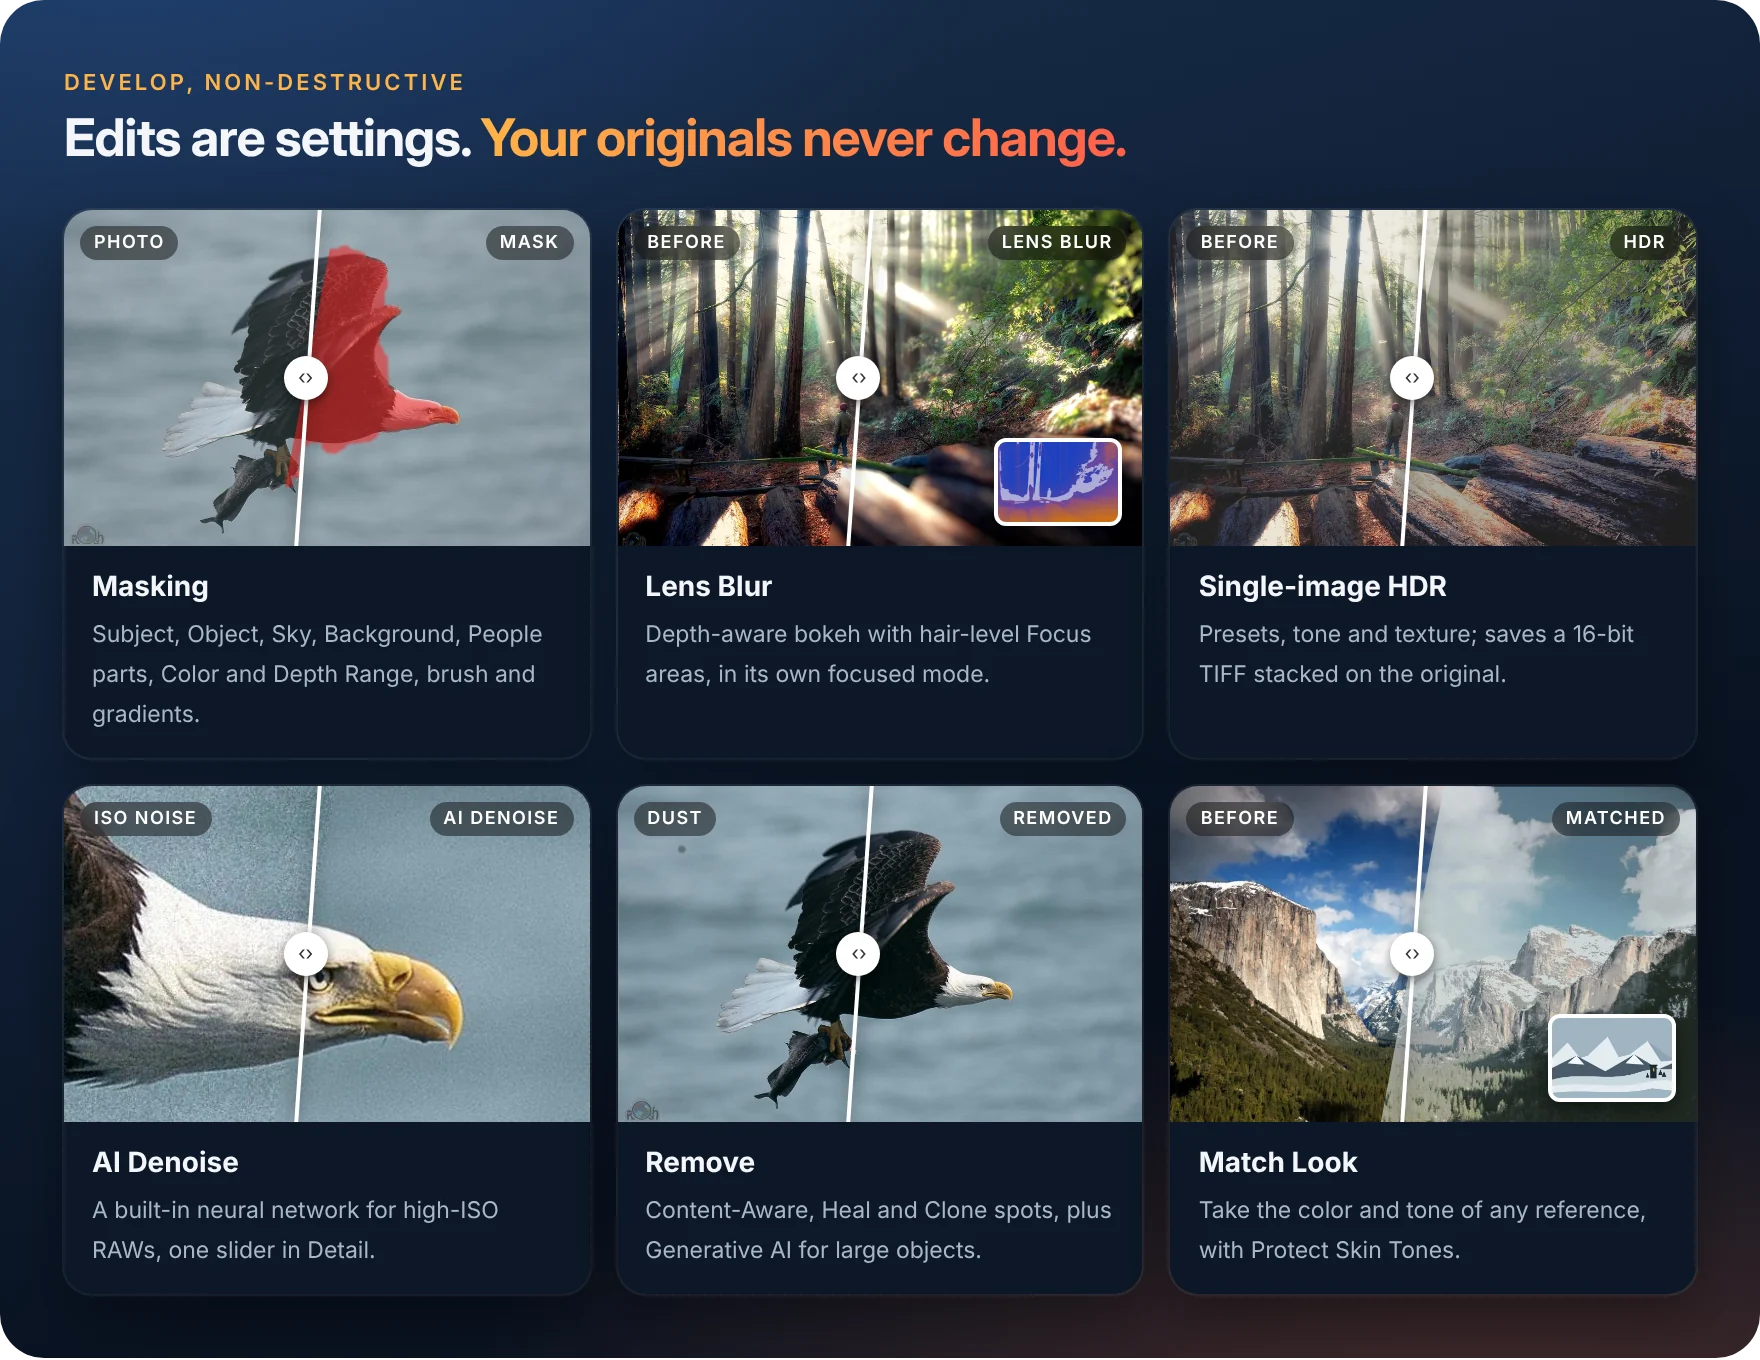 DEVELOP, NON-DESTRUCTIVE
Edits are settings. Your originals never change.
PHOTO
MASK
Masking
Subject, Object, Sky, Background, People
parts, Color and Depth Range, brush and
gradients.
BEFORE
LENS BLUR
Lens Blur
Depth-aware bokeh with hair-level Focus
areas, in its own focused mode.
BEFORE
HDR
Single-image HDR
Presets, tone and texture; saves a 16-bit
TIFF stacked on the original.
ISO NOISE
AI DENOISE
AI Denoise
A built-in neural network for high-ISO
RAWs, one slider in Detail.
DUST
REMOVED
Remove
Content-Aware, Heal and Clone spots, plus
Generative AI for large objects.
BEFORE
MATCHED
Match Look
Take the color and tone of any reference,
with Protect Skin Tones.